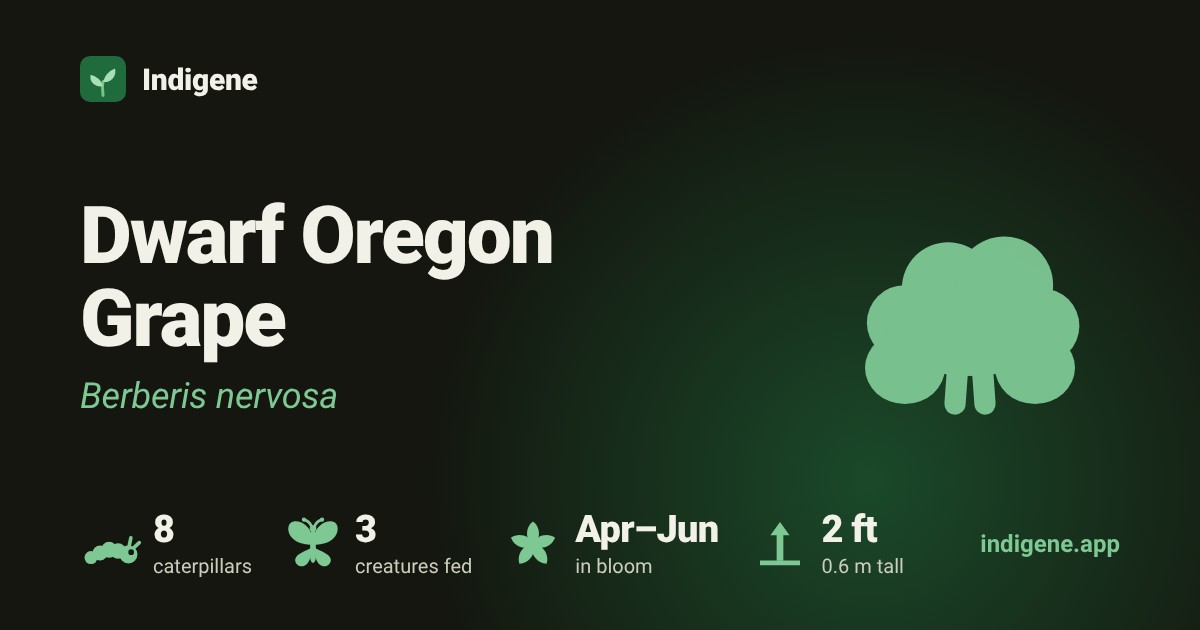 Indigene
Dwarf Oregon
Grape
Berberis nervosa
8
caterpillars
3
creatures fed
Apr–Jun
in bloom
2 ft
0.6 m tall
indigene.app